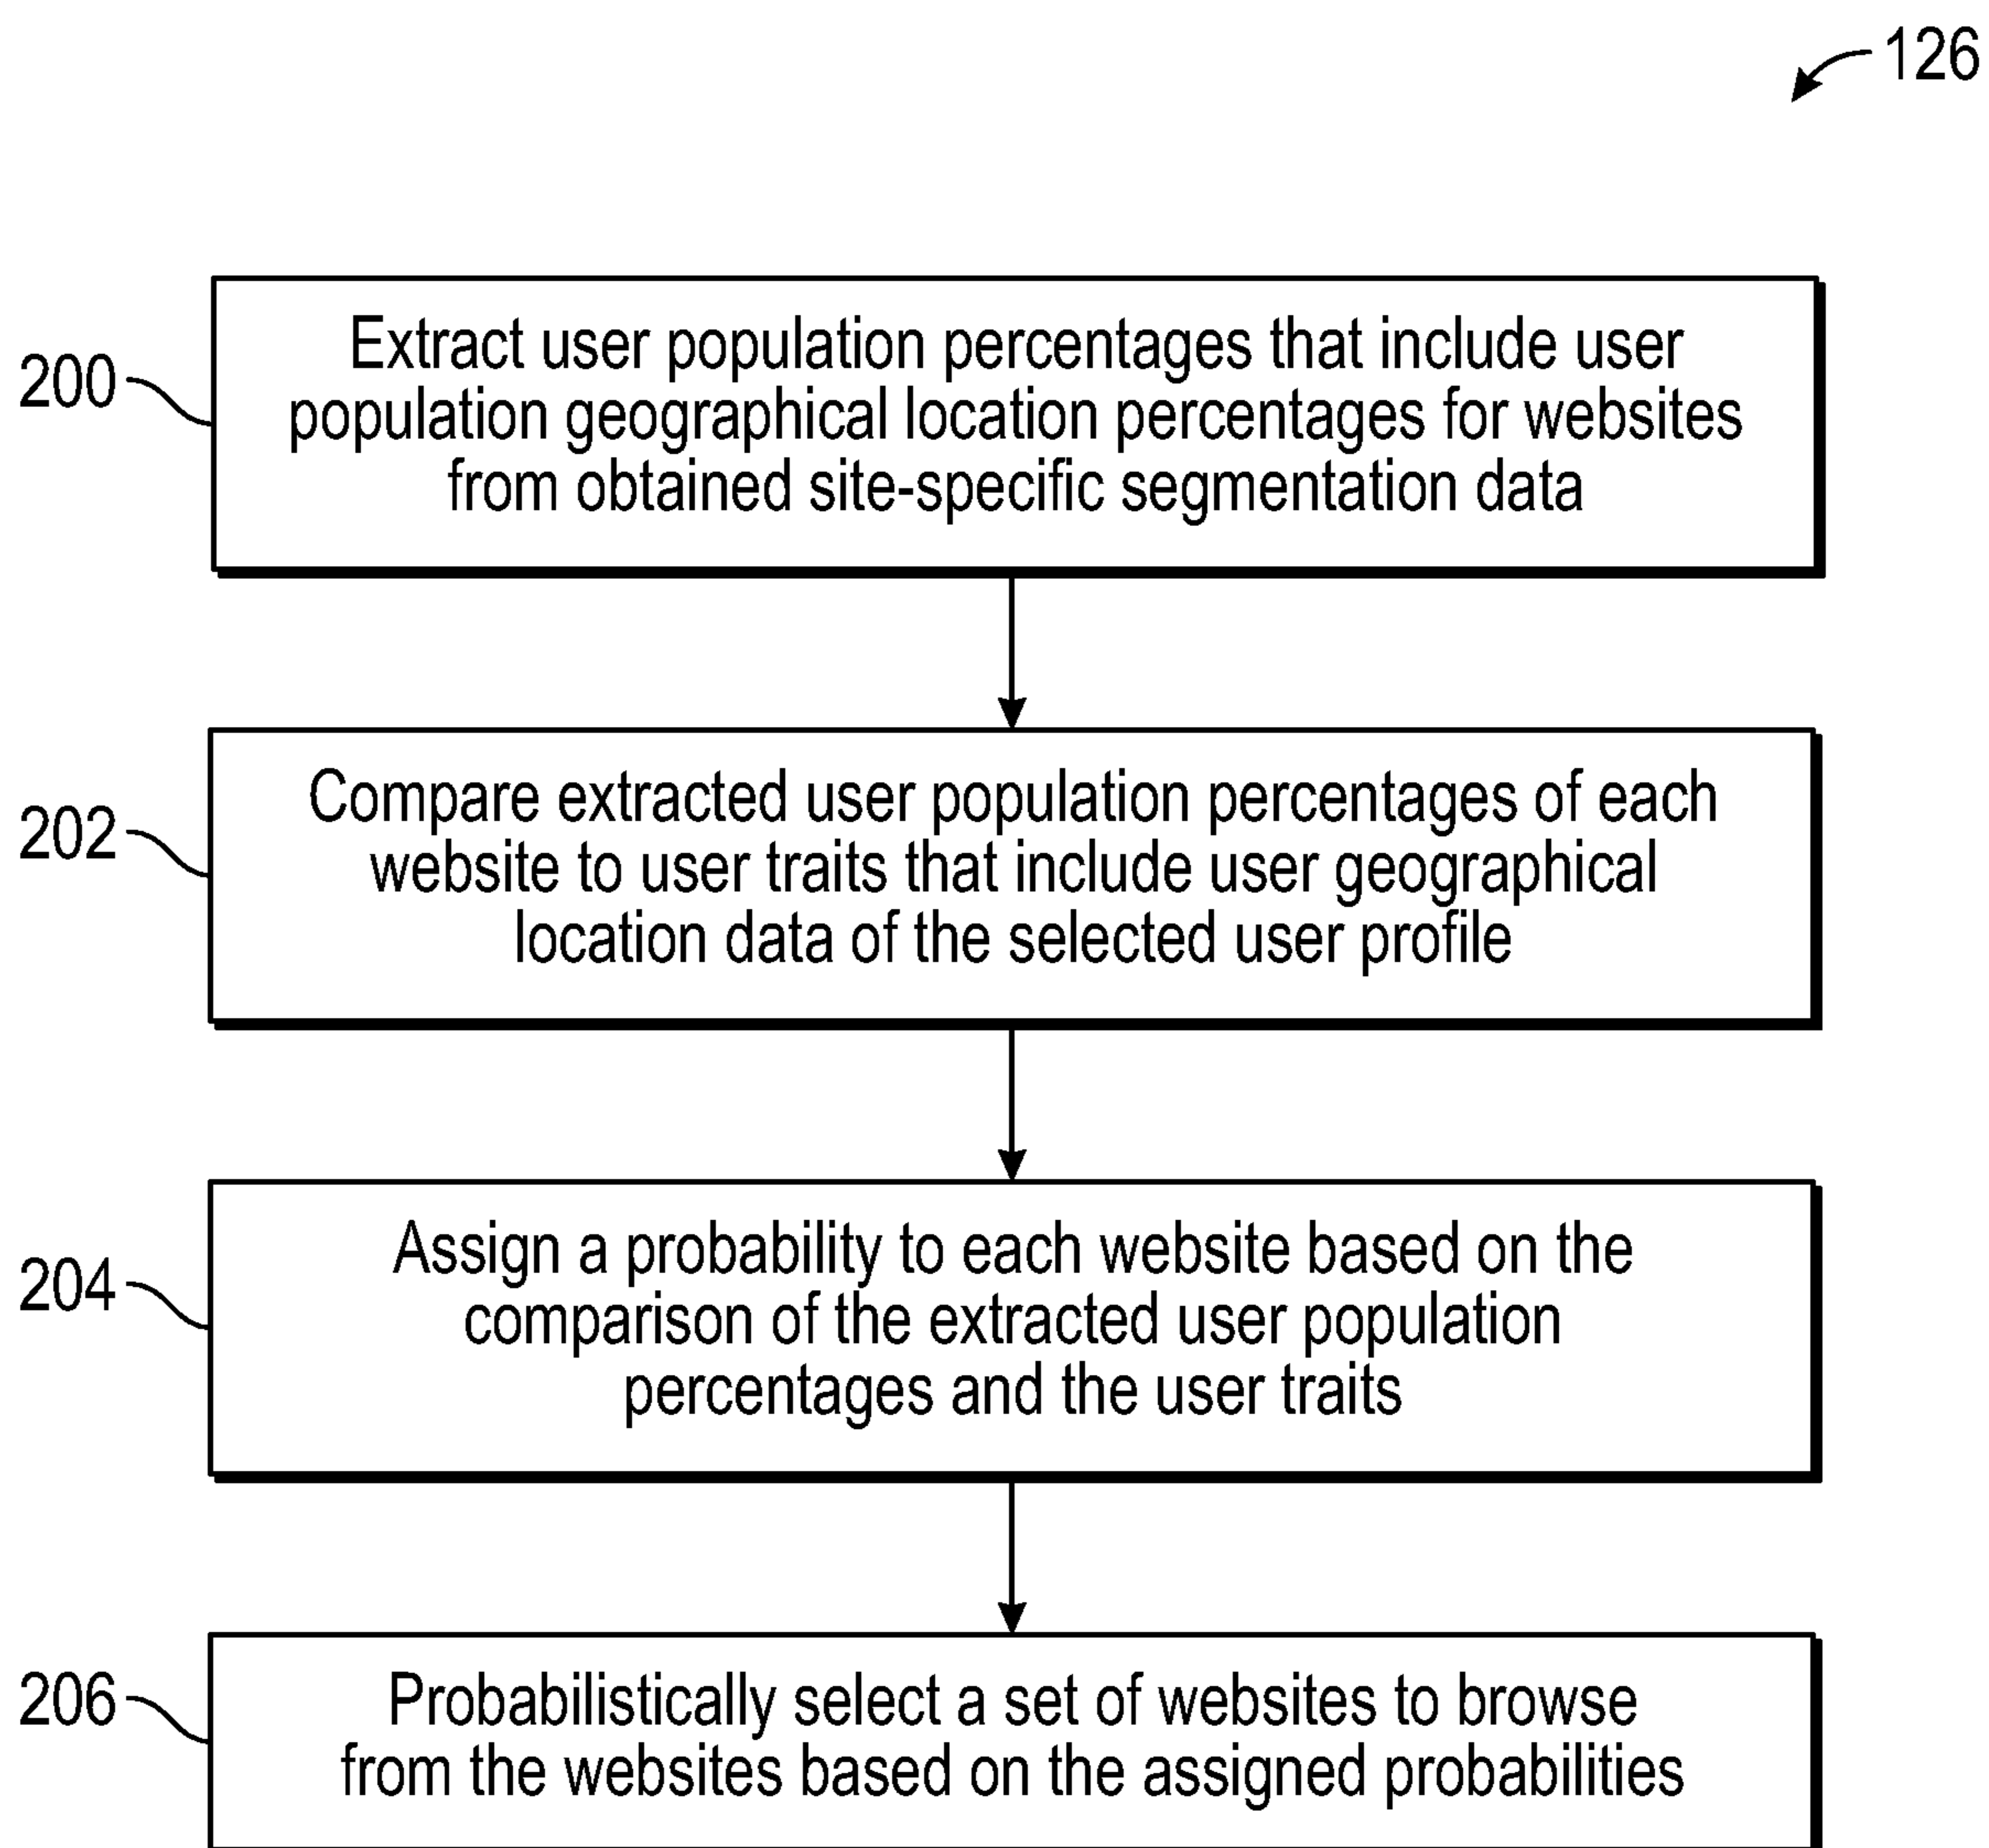 126
200
Extract user population percentages that include user
population geographical location percentages for websites
from obtained site-specific segmentation data
202
Compare extracted user population percentages of each
website to user traits that include user geographical
location data of the selected user profile
204
Assign a probability to each website based on the
comparison of the extracted user population
percentages and the user traits
206
Probabilistically select a set of websites to browse
from the websites based on the assigned probabilities